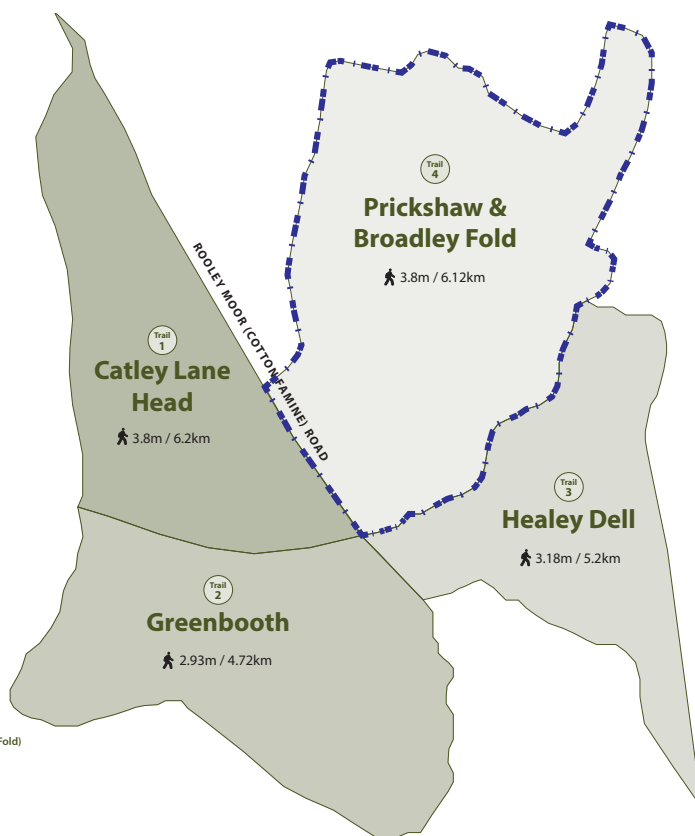 Trail
4
Prickshaw &
Broadley Fold
3.8m / 6.12km
ROOLEY MOOR (COTTON FAMINE) ROAD
Trail
1
Catley Lane
Head
3.8m / 6.2km
Trail
3
Healey Dell
3.18m / 5.2km
Trail
2
Greenbooth
2.93m / 4.72km
Fold)